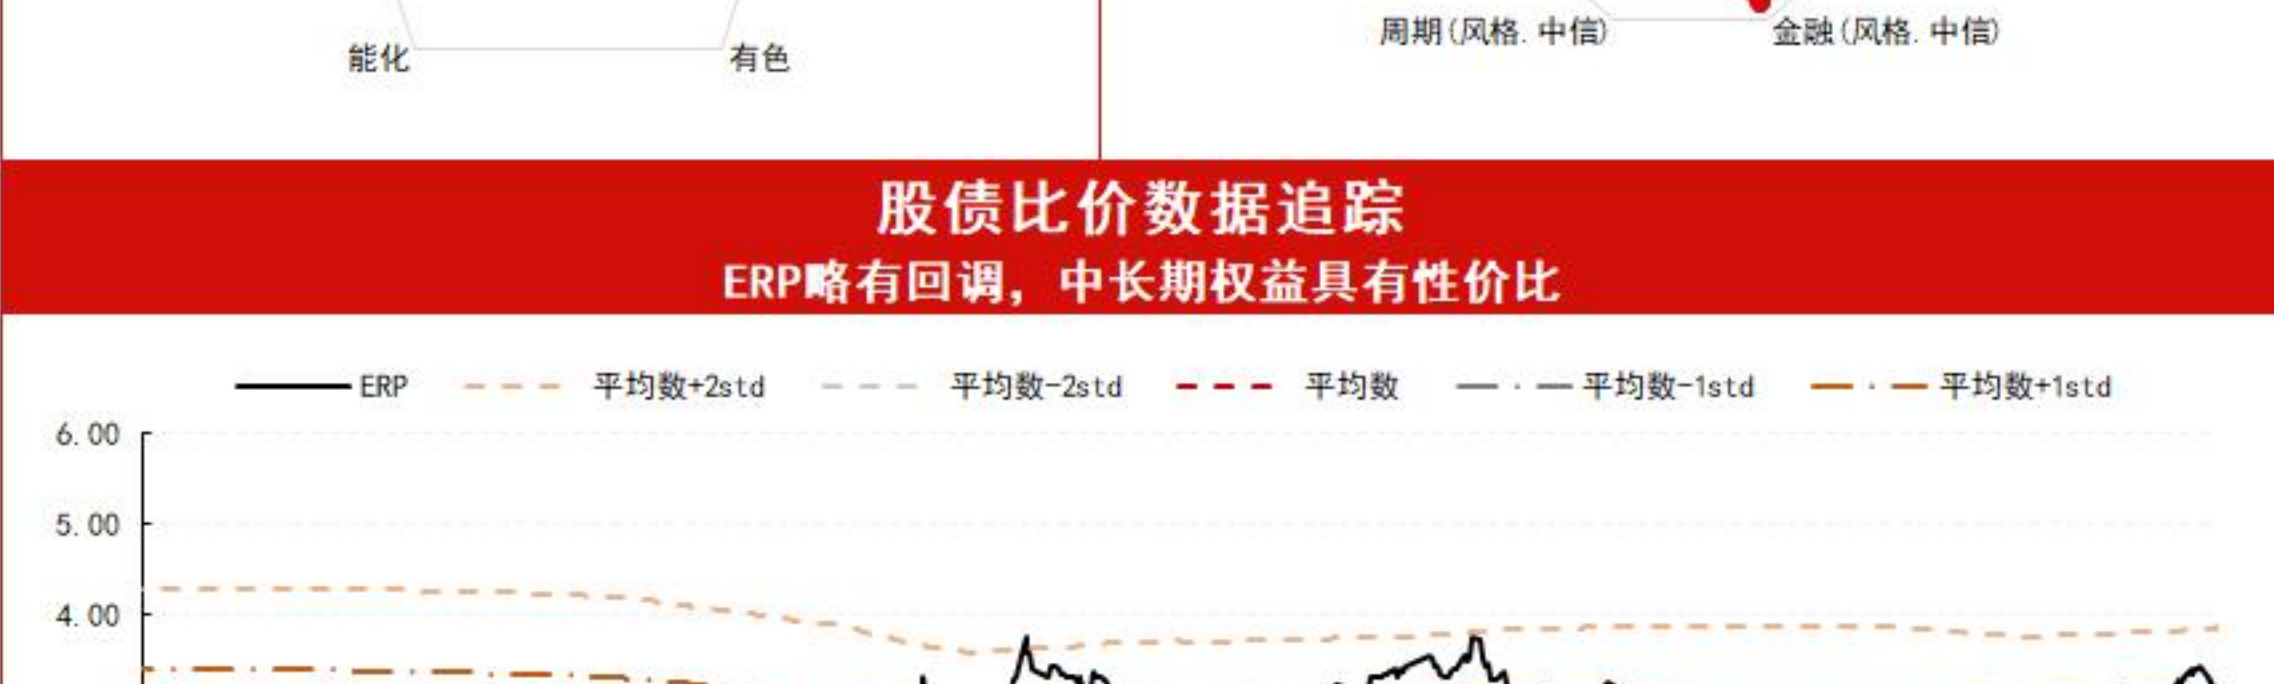 周期(风格.中信) 金融(风格.中信)
能化 有色
股债比价数据追踪
ERP略有回调，中长期权益具有性价比
ERP 平均数+2std 平均数-2std 平均数 平均数-1std 平均数+1std
6.00
5.00
4.00